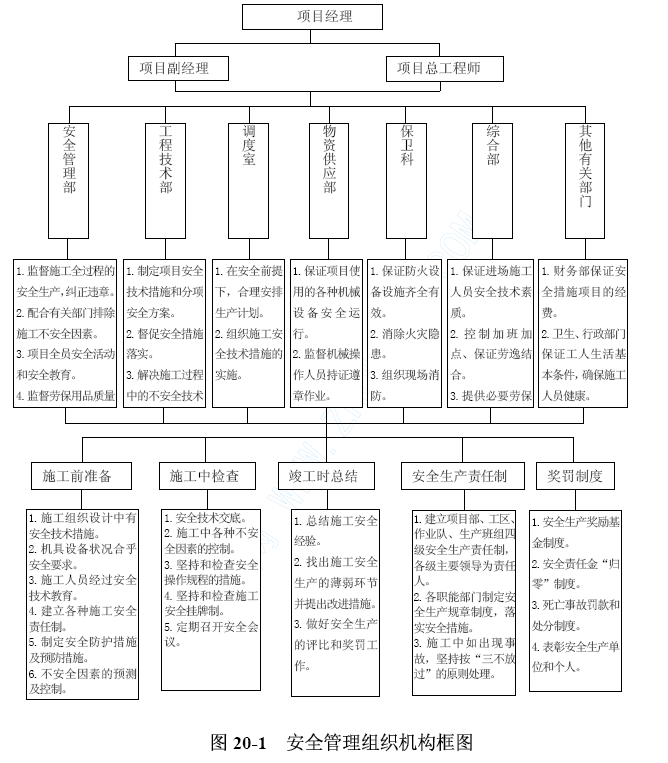 项目经理
项目副经理
项目总工程师
安全管理部
工程技术部
调度室
物资供应部
保卫科
综合部
其他有关部门
1. 监督施工全过程的
安全生产，纠正违章。
2. 配合有关部门排除
施工不安全因素。
3. 项目全员安全活动
和安全教育。
4. 监督劳保用品质量
1. 制定项目安全
技术措施和分项
安全方案。
2. 督促安全措施
落实。
3. 解决施工过程
中的不安全技术
1. 在安全前提
下，合理安排
生产计划。
2. 组织施工安
全技术措施的
实施。
1. 保证项目使
用的各种机械
设备安全运
行。
2. 监督机械操
作人员持证遵
章作业。
1. 保证防火设
备设施齐全有
效。
2. 消除火灾隐
患。
3. 组织现场消
防。
1. 保证进场施工
人员安全技术素
质。
2. 控制加班加
点、保证劳逸结
合。
3. 提供必要劳保
1. 财务部保证安
全措施项目的经
费。
2. 卫生、行政部门
保证工人生活基
本条件，确保施工
人员健康。
施工前准备
施工中检查
竣工时总结
安全生产责任制
奖罚制度
1. 施工组织设计中有
安全技术措施。
2. 机具设备状况合乎
安全要求。
3. 施工人员经过安全
技术教育。
4. 建立各种施工安全
责任制。
5. 制定安全防护措施
及预防措施。
6. 不安全因素的预测
及控制。
1. 安全技术交底。
2. 施工中各种不安
全因素的控制。
3. 坚持和检查安全
操作规程的措施。
4. 坚持和检查施工
安全挂牌制。
5. 定期召开安全会
议。
1. 总结施工安全
经验。
2. 找出施工安全
生产的薄弱环节
并提出改进措施。
3. 做好安全生产
的评比和奖罚工
作。
1. 建立项目部、工区、
作业队、生产班组四
级安全生产责任制，
各级主要领导为责任
人。
2. 各职能部门制定安
全生产规章制度，落
实安全措施。
3. 施工中如出现事
故，坚持按“三不放
过”的原则处理。
1. 安全生产奖励基
金制度。
2. 安全责任金“归
零”制度。
3. 死亡事故罚款和
处分制度。
4. 表彰安全生产单
位和个人。
图 20-1 安全管理组织机构框图